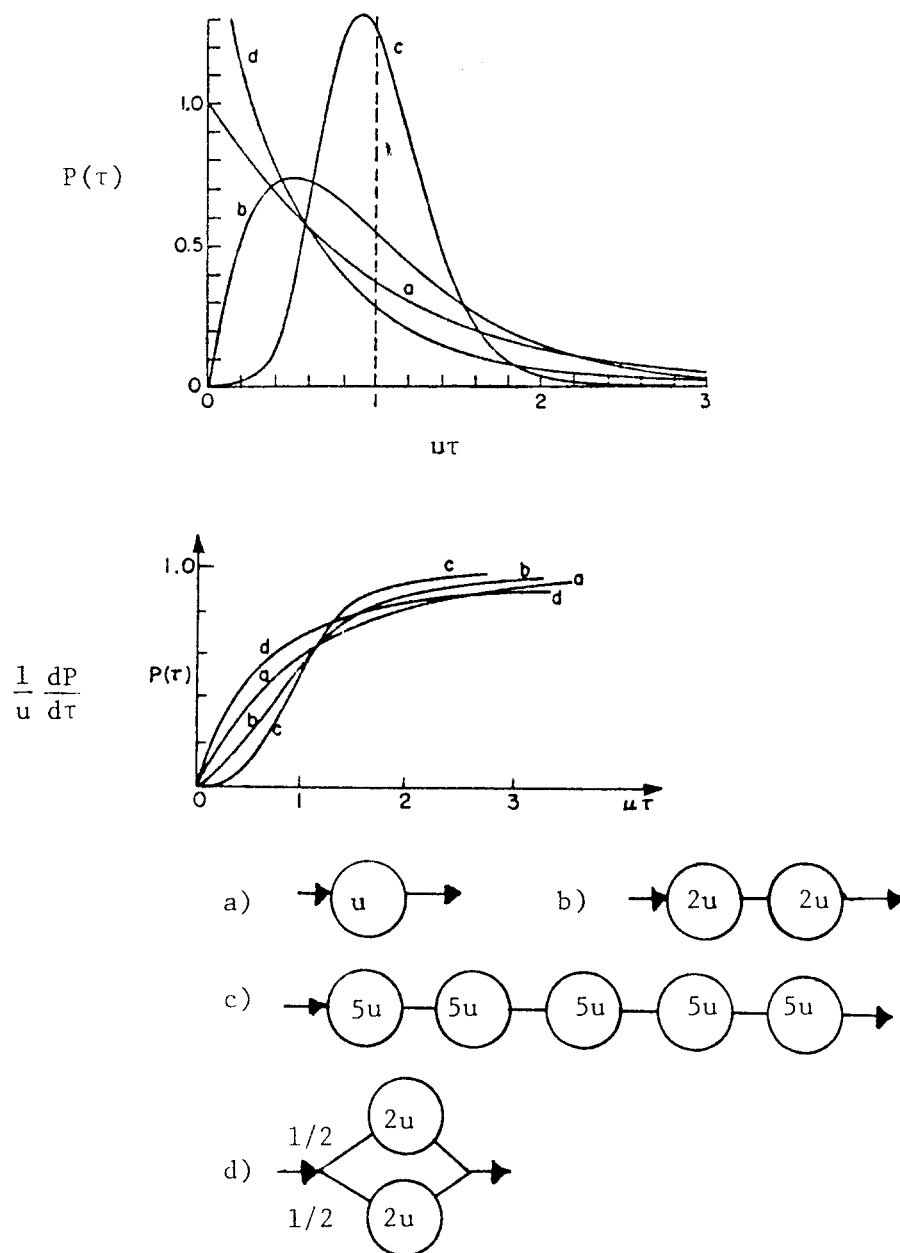 d
c
1.0
P(τ)
b
0.5
a
0
0 1 2 3
uτ
1.0
c
b
a
d
d
P(τ)
a
b
c
1/u dP/dτ
0 1 2 3 μτ
a) u
b) 2u 2u
c) 5u 5u 5u 5u 5u
1/2 2u
d)
1/2 2u